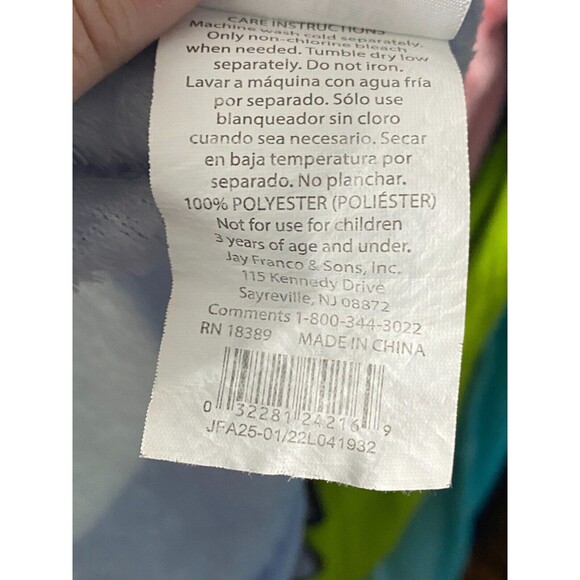 CARE INSTRUCTIONS
Machine wash cold separately.
Only non-chlorine bleach
when needed. Tumble dry low
separately. Do not iron.
Lavar a máquina con agua fría
por separado. Sólo use
blanqueador sin cloro
cuando sea necesario. Secar
en baja temperatura por
separado. No planchar.
100% POLYESTER (POLIÉSTER)
Not for use for children
3 years of age and under.
Jay Franco & Sons, Inc.
115 Kennedy Drive
Sayreville, NJ 08872
Comments 1-800-344-3022
RN 18389 MADE IN CHINA
0 32281 24216 9
JFA25-01/22L041932